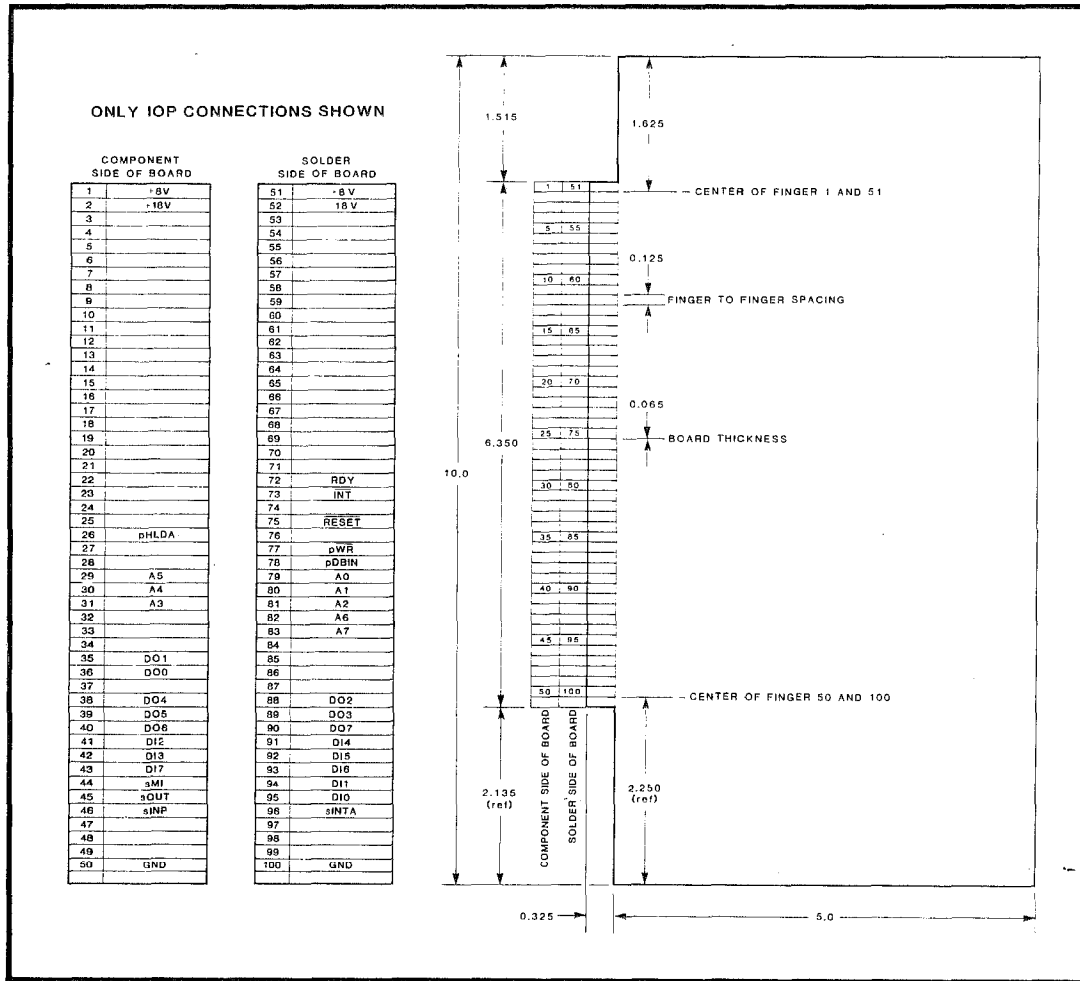 ONLY IOP CONNECTIONS SHOWN
COMPONENT
SIDE OF BOARD
1 +8V
2 +18V
3
4
5
6
7
8
9
10
11
12
13
14
15
16
17
18
19
20
21
22
23
24
25
26 pHLDA
27
28
29 A5
30 A4
31 A3
32
33
34
35 DO1
36 DO0
37
38 DO4
39 DO5
40 DO6
41 DI2
42 DI3
43 DI7
44 sMI
45 sOUT
46 sINP
47
48
49
50 GND
SOLDER
SIDE OF BOARD
51 +8V
52 18V
53
54
55
56
57
58
59
60
61
62
63
64
65
66
67
68
69
70
71
72 RDY
73 INT
74
75 RESET
76
77 pWR
78 pDBIN
79 A0
80 A1
81 A2
82 A6
83 A7
84
85
86
87
88 DO2
89 DO3
90 DO7
91 DI4
92 DI5
93 DI6
94 DI1
95 DI0
96 sINTA
97
98
99
100 GND
1.515
1.625
1 51
CENTER OF FINGER 1 AND 51
5 55
0.125
10 60
FINGER TO FINGER SPACING
15 65
20 70
0.065
25 75
BOARD THICKNESS
6.350
10.0
30 80
35 85
40 90
45 95
50 100
CENTER OF FINGER 50 AND 100
COMPONENT SIDE OF BOARD
SOLDER SIDE OF BOARD
2.135
(ref)
2.250
(ref)
0.325
5.0